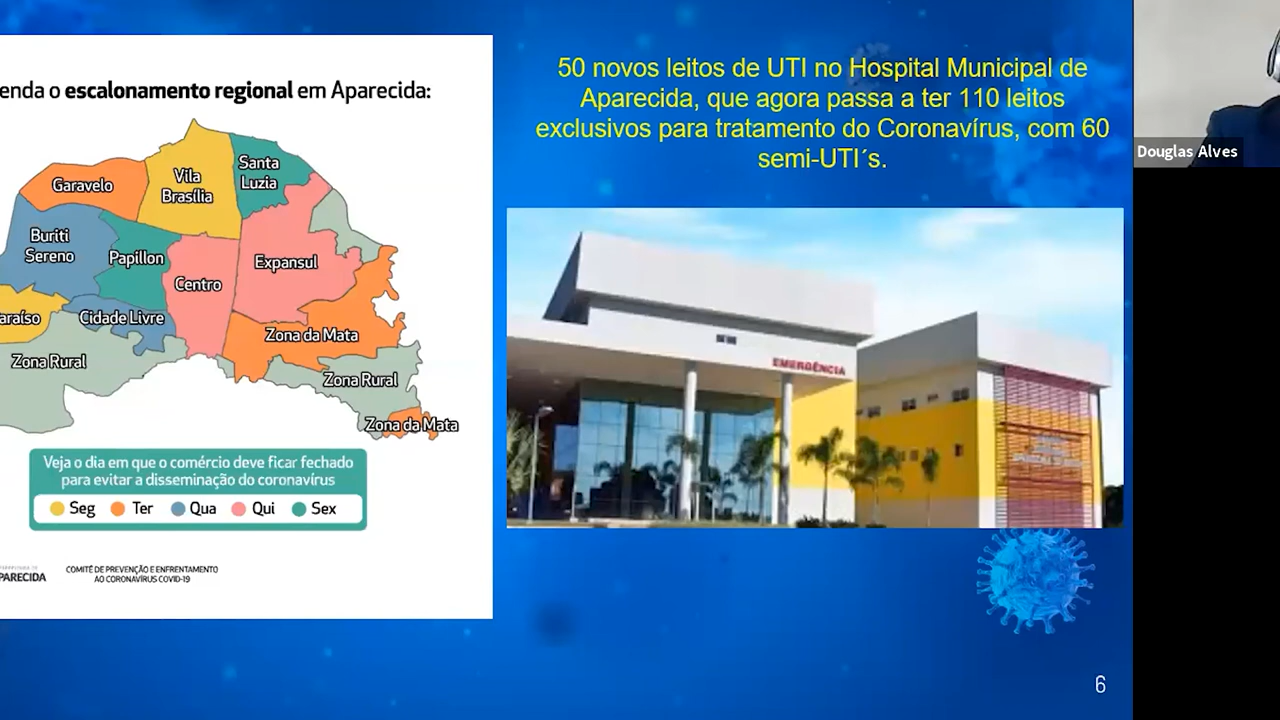 enda o escalonamento regional em Aparecida:
Garavelo
Vila
Brasília
Santa
Luzia
Buriti
Sereno
Papillon
Centro
Expansul
araíso
Cidade Livre
Zona da Mata
Zona Rural
Zona Rural
Zona da Mata
Veja o dia em que o comércio deve ficar fechado
para evitar a disseminação do coronavírus
Seg Ter Qua Qui Sex
PARECIDA
COMITÊ DE PREVENÇÃO E ENFRENTAMENTO
AO CORONAVÍRUS COVID-19
50 novos leitos de UTI no Hospital Municipal de
Aparecida, que agora passa a ter 110 leitos
exclusivos para tratamento do Coronavírus, com 60
semi-UTI´s.
EMERGÊNCIA
Douglas Alves
6